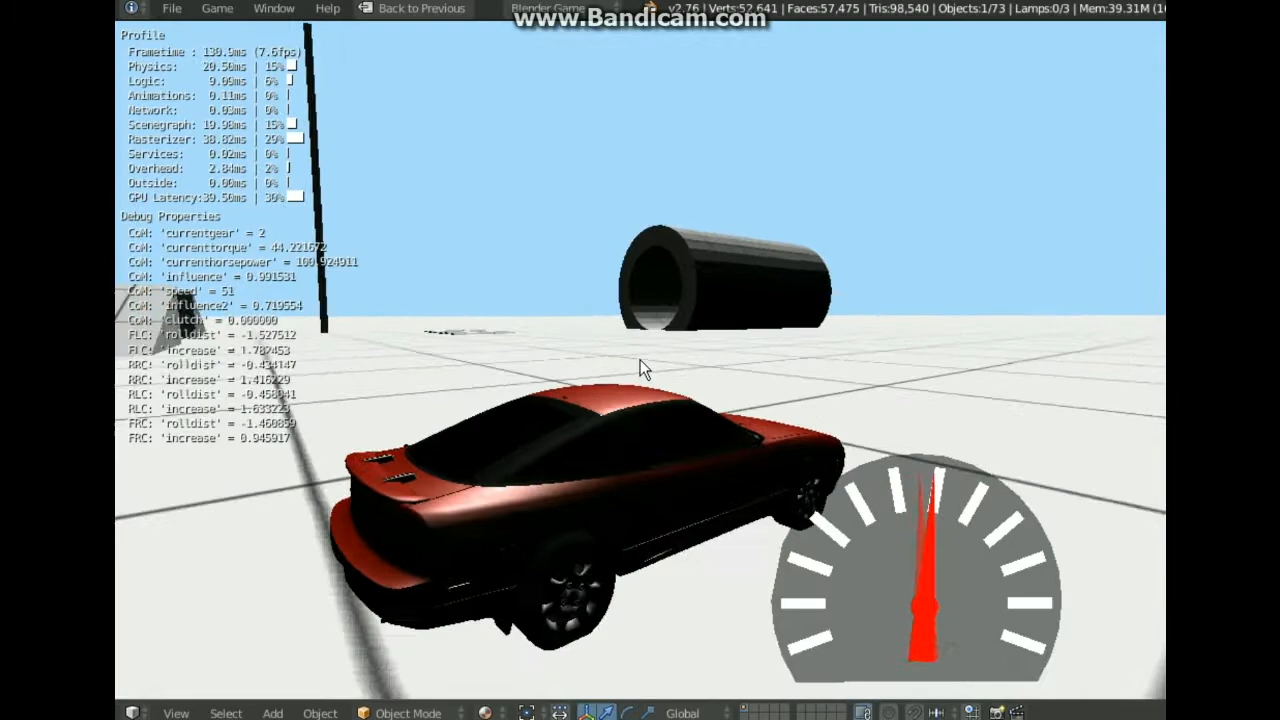 File Game Window Help Back to Previous Blender Game v2.76 | Verts:52,641 | Faces:57,475 | Tris:98,540 | Objects:1/73 | Lamps:0/3 | Mem:39.31M
www.Bandicam.com
Profile
Frametime : 130.9ms (7.6fps)
Physics: 20.50ms | 15%
Logic: 9.09ms | 6%
Animations: 0.11ms | 0%
Network: 0.03ms | 0%
Scenegraph: 19.96ms | 15%
Rasterizer: 38.82ms | 29%
Services: 0.02ms | 0%
Overhead: 2.84ms | 2%
Outside: 0.00ms | 0%
GPU Latency:39.50ms | 30%
Debug Properties
CoM: 'currentgear' = 2
CoM: 'currenttorque' = 44.221672
CoM: 'currenthorsepower' = 100.924911
CoM: 'influence' = 0.991531
CoM: 'speed' = 51
CoM: 'influence2' = 0.719554
CoM: 'clutch' = 0.000000
FLC: 'rolldist' = -1.527512
FLC: 'increase' = 1.787453
RRC: 'rolldist' = -0.434147
RRC: 'increase' = 1.416229
RLC: 'rolldist' = -0.458041
RLC: 'increase' = 1.633223
FRC: 'rolldist' = -1.460859
FRC: 'increase' = 0.945917
View Select Add Object Object Mode Global